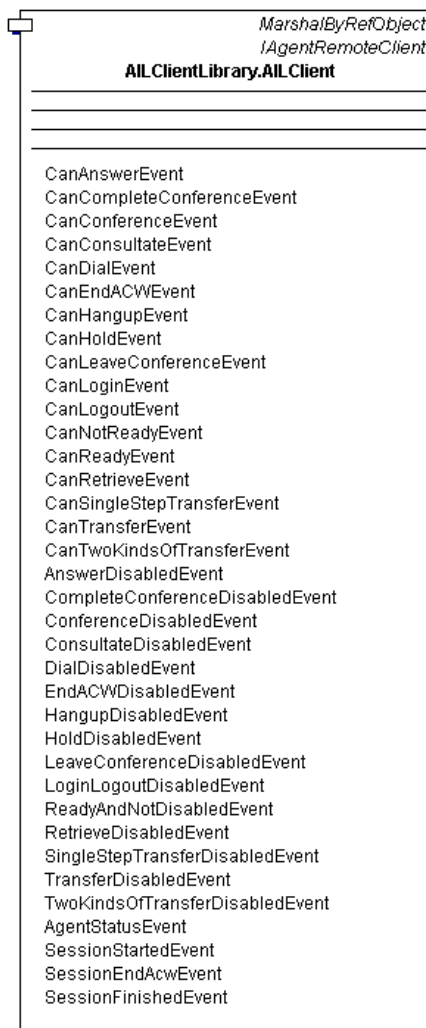 MarshalByRefObject
IAgentRemoteClient
AILClientLibrary.AILClient
CanAnswerEvent
CanCompleteConferenceEvent
CanConferenceEvent
CanConsultateEvent
CanDialEvent
CanEndACWEvent
CanHangupEvent
CanHoldEvent
CanLeaveConferenceEvent
CanLoginEvent
CanLogoutEvent
CanNotReadyEvent
CanReadyEvent
CanRetrieveEvent
CanSingleStepTransferEvent
CanTransferEvent
CanTwoKindsOfTransferEvent
AnswerDisabledEvent
CompleteConferenceDisabledEvent
ConferenceDisabledEvent
ConsultateDisabledEvent
DialDisabledEvent
EndACWDisabledEvent
HangupDisabledEvent
HoldDisabledEvent
LeaveConferenceDisabledEvent
LoginLogoutDisabledEvent
ReadyAndNotDisabledEvent
RetrieveDisabledEvent
SingleStepTransferDisabledEvent
TransferDisabledEvent
TwoKindsOfTransferDisabledEvent
AgentStatusEvent
SessionStartedEvent
SessionEndAcwEvent
SessionFinishedEvent